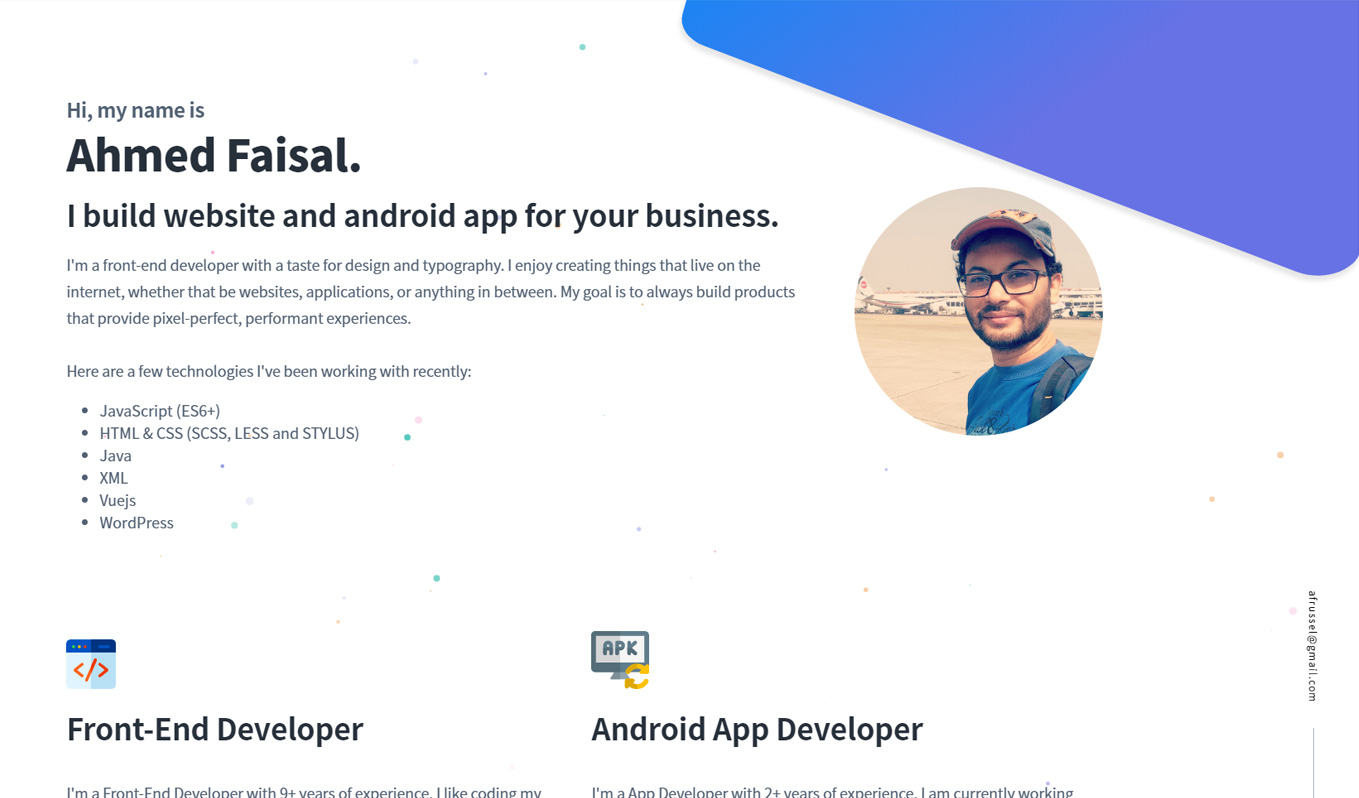 Hi, my name is
Ahmed Faisal.
I build website and android app for your business.
I'm a front-end developer with a taste for design and typography. I enjoy creating things that live on the
internet, whether that be websites, applications, or anything in between. My goal is to always build products
that provide pixel-perfect, performant experiences.
Here are a few technologies I've been working with recently:
JavaScript (ES6+)
HTML & CSS (SCSS, LESS and STYLUS)
Java
XML
Vuejs
WordPress
afrussel@gmail.com
</>
APK
Front-End Developer
Android App Developer
I'm a Front-End Developer with 9+ years of experience. I like coding my
I'm a App Developer with 2+ years of experience. I am currently working